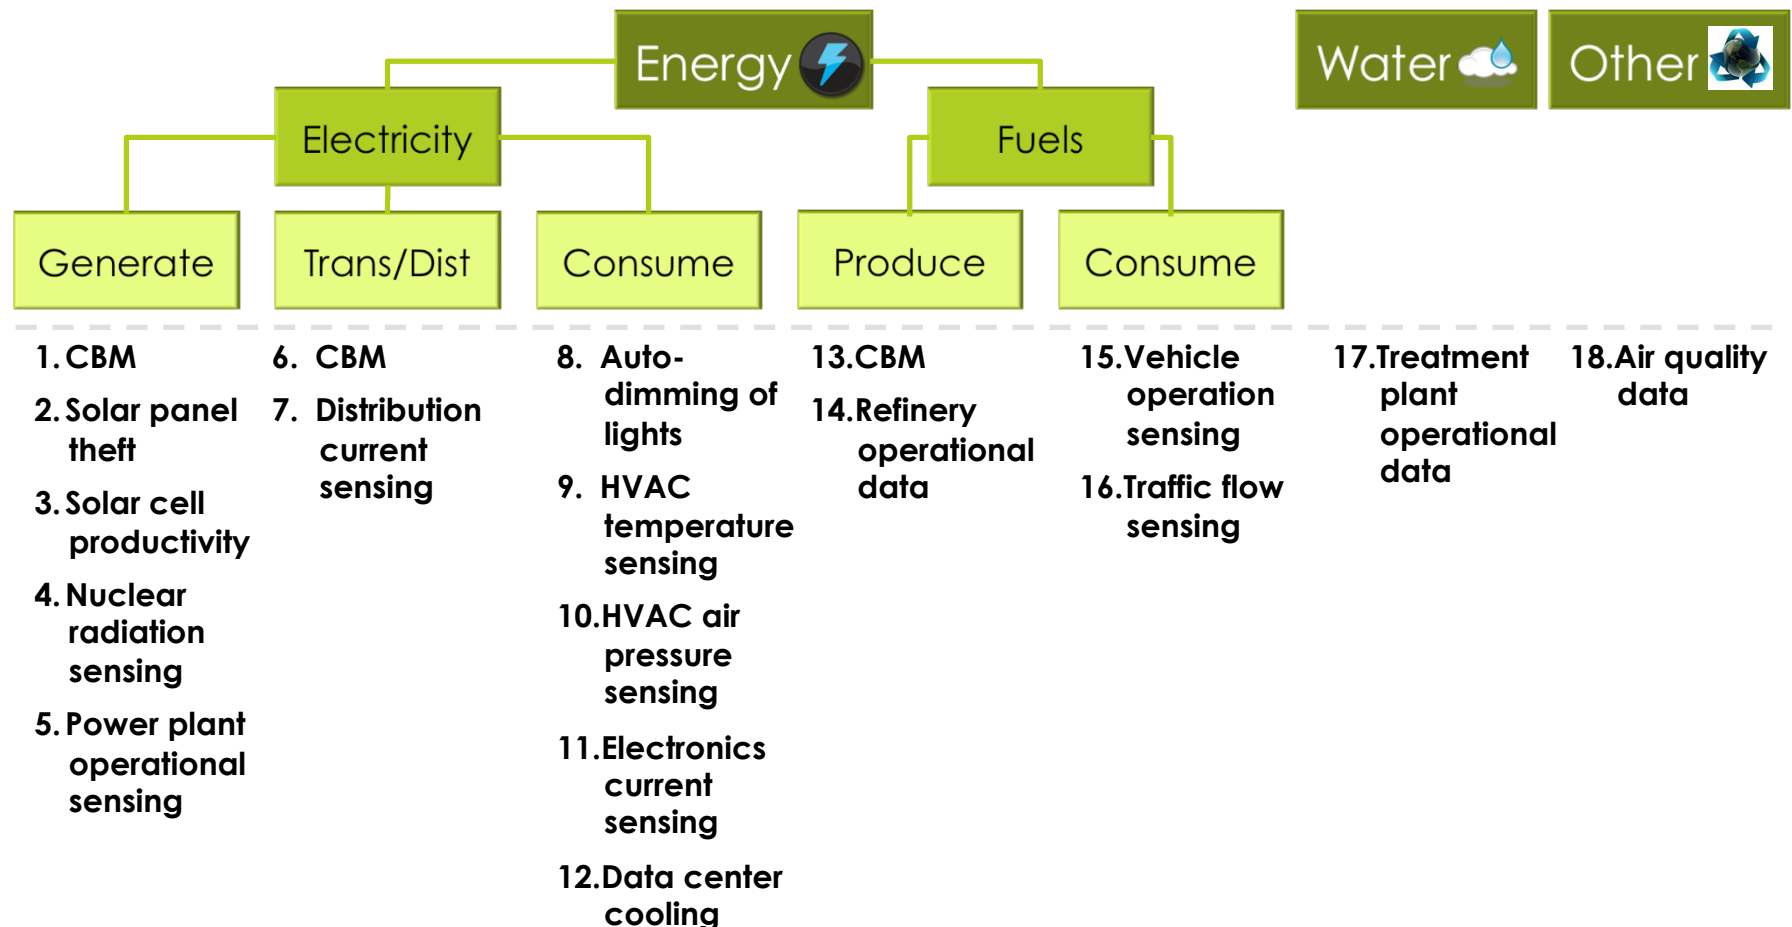 Energy
Water
Other
Electricity
Fuels
Generate
Trans/Dist
Consume
Produce
Consume
1. CBM
2. Solar panel
theft
3. Solar cell
productivity
4. Nuclear
radiation
sensing
5. Power plant
operational
sensing
6. CBM
7. Distribution
current
sensing
8. Auto-
dimming of
lights
9. HVAC
temperature
sensing
10.HVAC air
pressure
sensing
11.Electronics
current
sensing
12.Data center
cooling
13.CBM
14.Refinery
operational
data
15.Vehicle
operation
sensing
16.Traffic flow
sensing
17.Treatment
plant
operational
data
18.Air quality
data